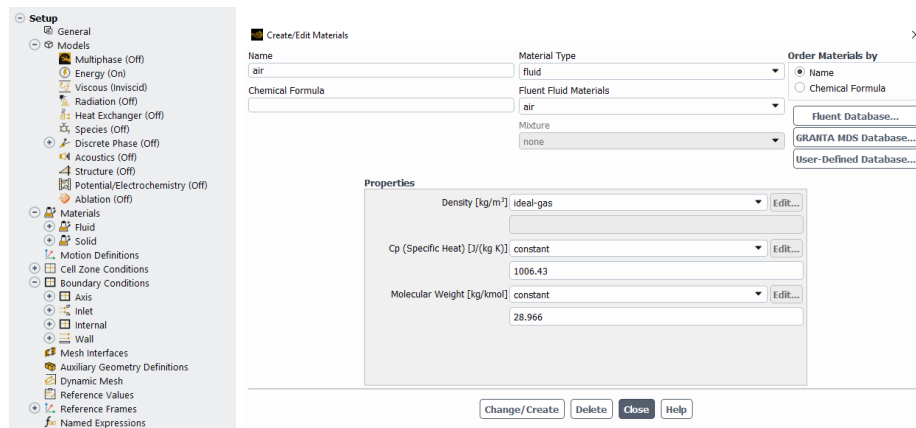 Setup
General
Models
Multiphase (Off)
Energy (On)
Viscous (Inviscid)
Radiation (Off)
Heat Exchanger (Off)
Species (Off)
Discrete Phase (Off)
Acoustics (Off)
Structure (Off)
Potential/Electrochemistry (Off)
Ablation (Off)
Materials
Fluid
Solid
Motion Definitions
Cell Zone Conditions
Boundary Conditions
Axis
Inlet
Internal
Wall
Mesh Interfaces
Auxiliary Geometry Definitions
Dynamic Mesh
Reference Values
Reference Frames
Named Expressions
Create/Edit Materials
Name
air
Chemical Formula
Material Type
fluid
Fluent Fluid Materials
air
Mixture
none
Order Materials by
Name
Chemical Formula
Fluent Database...
GRANTA MDS Database...
User-Defined Database...
Properties
Density [kg/m³] ideal-gas Edit...
Cp (Specific Heat) [J/(kg K)] constant Edit...
1006.43
Molecular Weight [kg/kmol] constant Edit...
28.966
Change/Create Delete Close Help